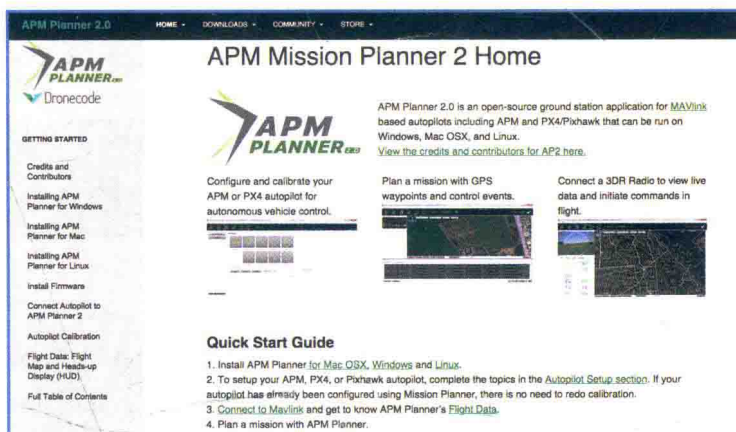 APM Planner 2.0
HOME
DOWNLOADS
COMMUNITY
STORE
APM
PLANNER
Dronecode
GETTING STARTED
Credits and
Contributors
Installing APM
Planner for Windows
Installing APM
Planner for Mac
Installing APM
Planner for Linux
Install Firmware
Connect Autopilot to
APM Planner 2
Autopilot Calibration
Flight Data: Flight
Map and Heads-up
Display (HUD)
Full Table of Contents
APM Mission Planner 2 Home
APM
PLANNER
APM Planner 2.0 is an open-source ground station application for MAVlink
based autopilots including APM and PX4/Pixhawk that can be run on
Windows, Mac OSX, and Linux.
View the credits and contributors for AP2 here.
Configure and calibrate your
APM or PX4 autopilot for
autonomous vehicle control.
Plan a mission with GPS
waypoints and control events.
Connect a 3DR Radio to view live
data and initiate commands in
flight.
Quick Start Guide
1. Install APM Planner for Mac OSX, Windows and Linux.
2. To setup your APM, PX4, or Pixhawk autopilot, complete the topics in the Autopilot Setup section. If your
autopilot has already been configured using Mission Planner, there is no need to redo calibration.
3. Connect to Mavlink and get to know APM Planner's Flight Data.
4. Plan a mission with APM Planner.